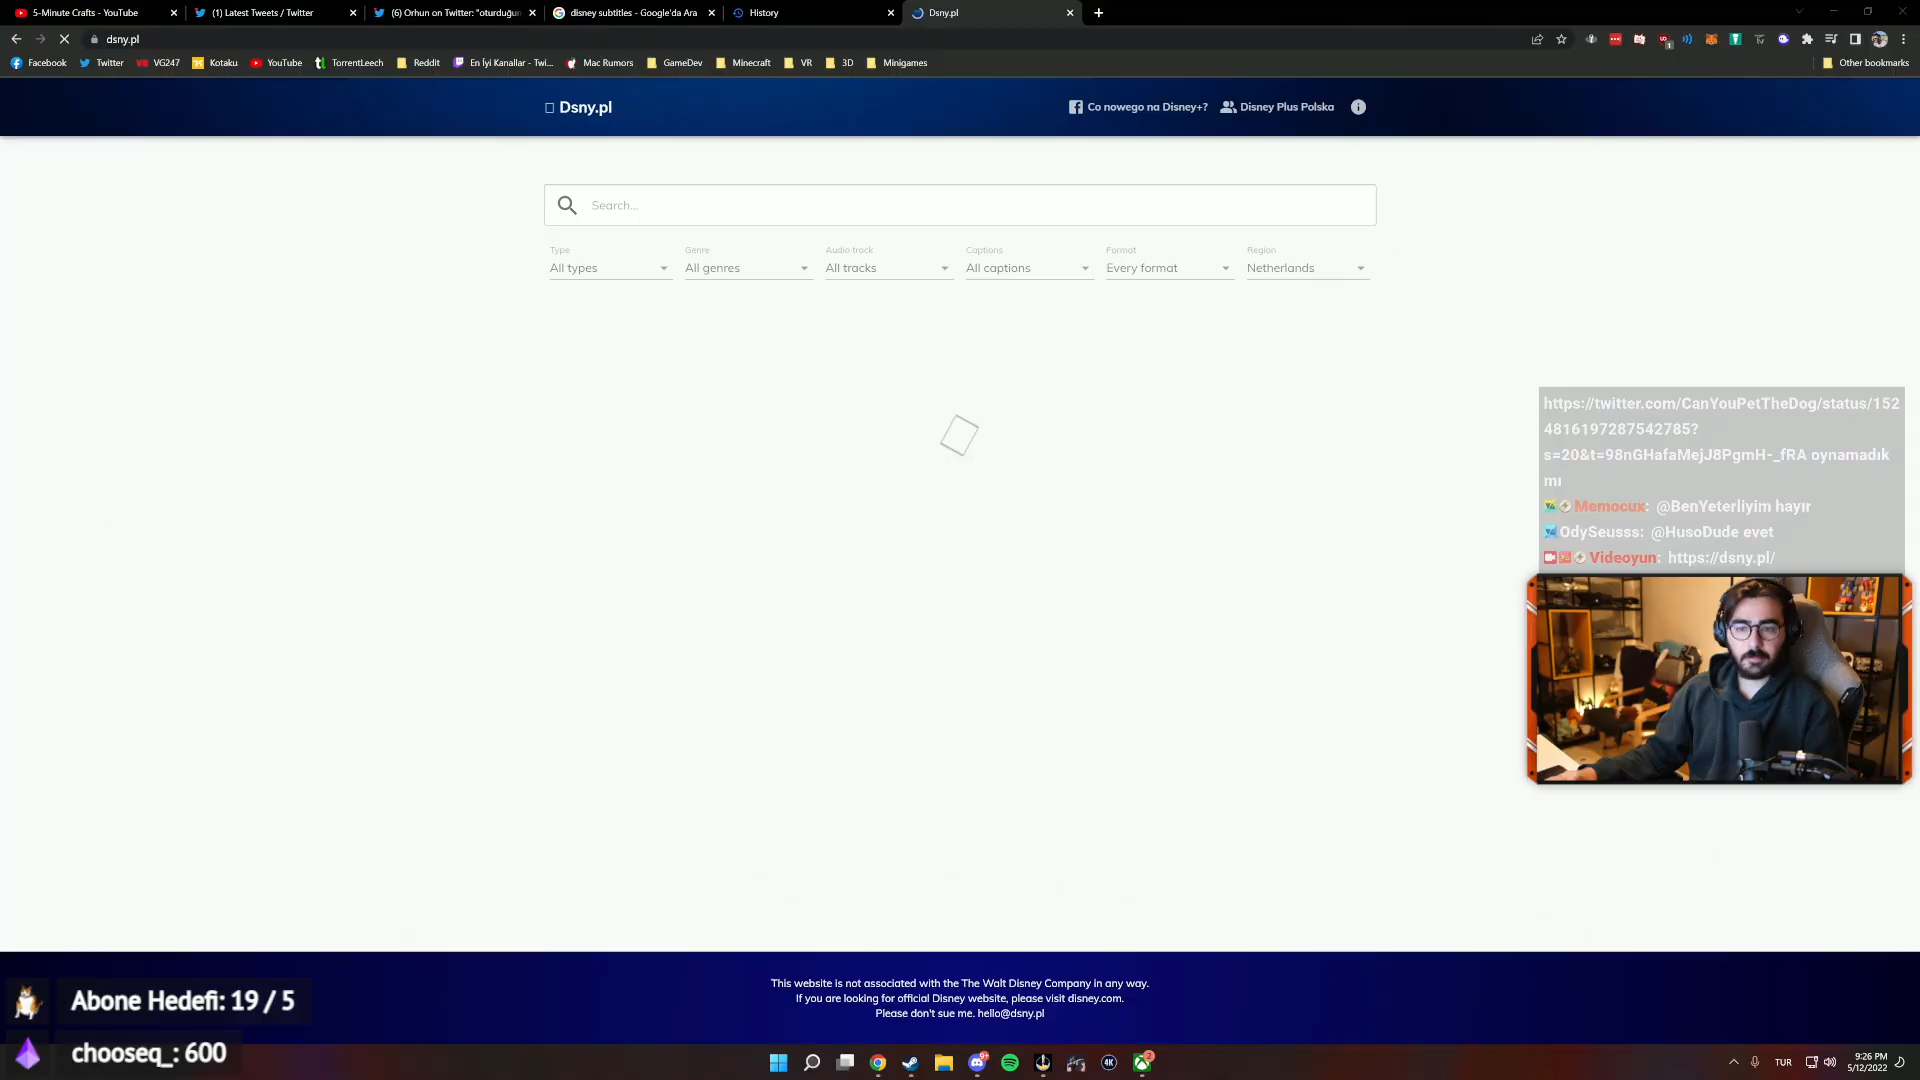 5-Minute Crafts - YouTube
(1) Latest Tweets / Twitter
(6) Orhun on Twitter: "oturduğun
disney subtitles - Google'da Ara
History
Dsny.pl
dsny.pl
Facebook
Twitter
VG247
Kotaku
YouTube
TorrentLeech
Reddit
En İyi Kanallar - Twi...
Mac Rumors
GameDev
Minecraft
VR
3D
Minigames
Other bookmarks
Dsny.pl
Co nowego na Disney+?
Disney Plus Polska
Search...
Type
Genre
Audio track
Captions
Format
Region
All types
All genres
All tracks
All captions
Every format
Netherlands
https://twitter.com/CanYouPetTheDog/status/152
4816197287542785?
s=20&t=98nGHafaMejJ8PgmH-_fRA oynamadık
mı
Memocux: @BenYeterliyim hayır
OdySeusss: @HusoDude evet
Videoyun: https://dsny.pl/
This website is not associated with the The Walt Disney Company in any way.
If you are looking for official Disney website, please visit disney.com.
Please don't sue me. hello@dsny.pl
Abone Hedefi: 19 / 5
chooseq_: 600
9+
4K
2
TUR
9:26 PM
5/12/2022